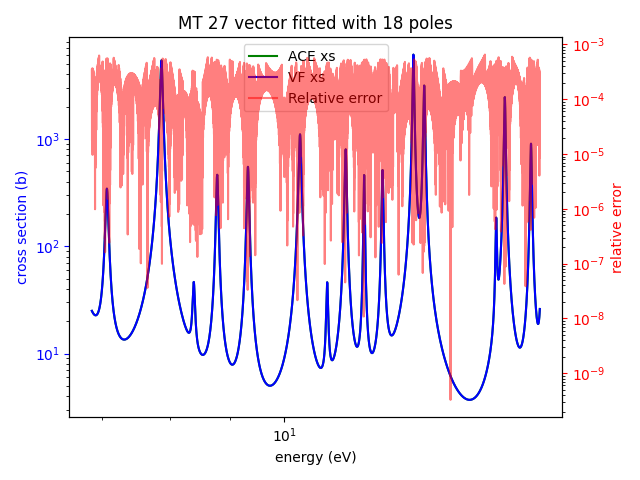 MT 27 vector fitted with 18 poles
ACE xs
VF xs
Relative error
10³
10²
10¹
cross section (b)
10⁻³
10⁻⁴
10⁻⁵
10⁻⁶
10⁻⁷
10⁻⁸
10⁻⁹
relative error
10¹
energy (eV)